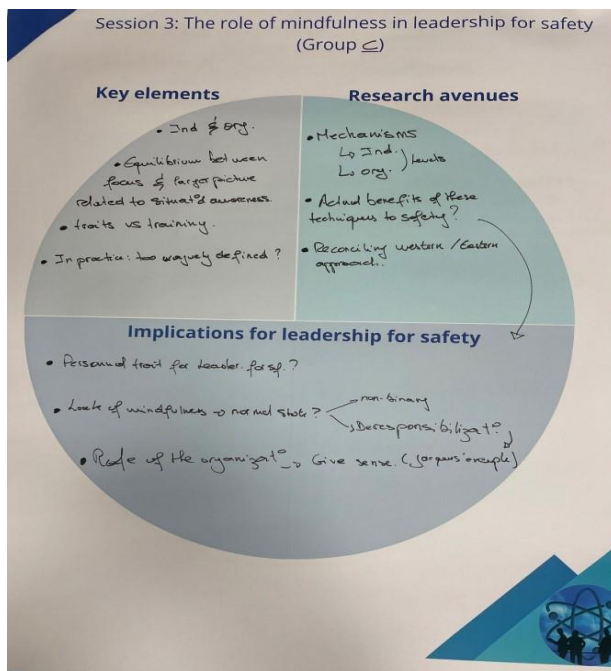 Session 3: The role of mindfulness in leadership for safety
(Group C)
Key elements
• Ind & org.
• Equilibrium between
focus & larger picture
related to situat° awareness.
• traits vs training.
• In practice: too vaguely defined?
Research avenues
• Mechanisms
↳ Ind.
↳ org.
levels
• Actual benefits of these
techniques to safety?
• Reconciling western / Eastern
approach..
Implications for leadership for safety
• Personnal trait for leader. for sf.?
• Lack of mindfulness → normal state?
non-binary
Deresponsibilizat°
• Role of the organizat° → Give sense. ( example)